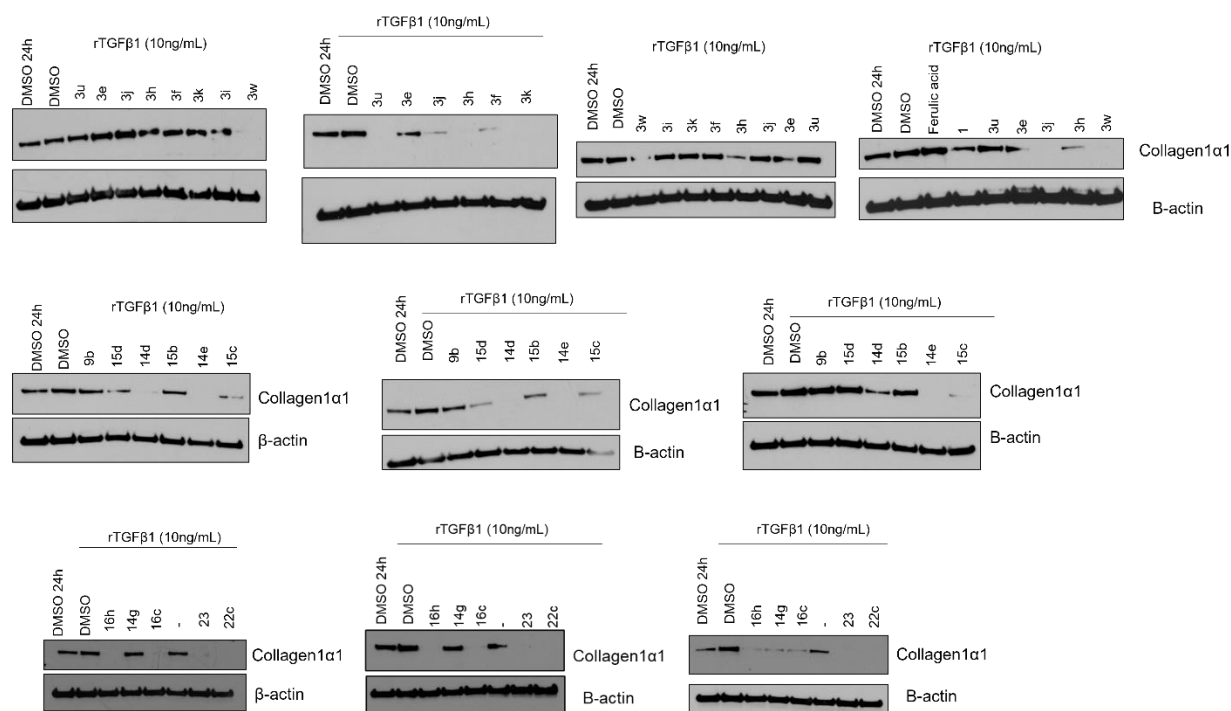 rTGFβ1 (10ng/mL)
DMSO 24h
DMSO
3u
3e
3j
3h
3f
3k
3i
3w
rTGFβ1 (10ng/mL)
DMSO 24h
DMSO
3u
3e
3j
3h
3f
3k
rTGFβ1 (10ng/mL)
DMSO 24h
DMSO
3w
3i
3k
3f
3h
3j
3e
3u
rTGFβ1 (10ng/mL)
DMSO 24h
DMSO
Ferulic acid
1
3u
3e
3j
3h
3w
Collagen1α1
B-actin
rTGFβ1 (10ng/mL)
DMSO 24h
DMSO
9b
15d
14d
15b
14e
15c
Collagen1α1
β-actin
rTGFβ1 (10ng/mL)
DMSO 24h
DMSO
9b
15d
14d
15b
14e
15c
Collagen1α1
B-actin
rTGFβ1 (10ng/mL)
DMSO 24h
DMSO
9b
15d
14d
15b
14e
15c
Collagen1α1
B-actin
rTGFβ1 (10ng/mL)
DMSO 24h
DMSO
16h
14g
16c
-
23
22c
Collagen1α1
β-actin
rTGFβ1 (10ng/mL)
DMSO 24h
DMSO
16h
14g
16c
-
23
22c
Collagen1α1
B-actin
rTGFβ1 (10ng/mL)
DMSO 24h
DMSO
16h
14g
16c
-
23
22c
Collagen1α1
B-actin